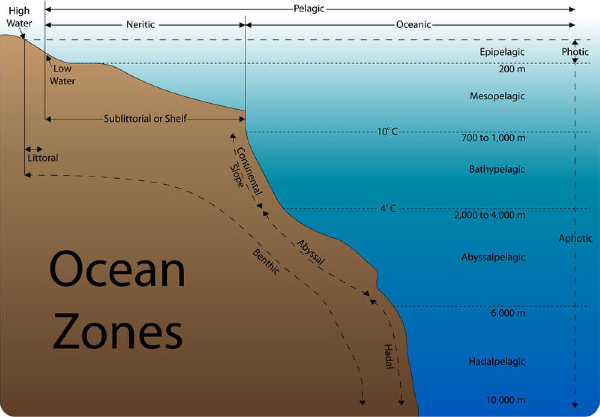 Pelagic
High
Water
Neritic
Oceanic
Epipelagic
Photic
200 m
Low
Water
Mesopelagic
Sublittoral or Shelf
10° C
700 to 1,000 m
Littoral
Continental
Slope
Bathypelagic
4° C
2,000 to 4,000 m
Aphotic
Abyssal
Benthic
Abyssalpelagic
Ocean
Zones
6,000 m
Hadal
Hadalpelagic
10,000 m